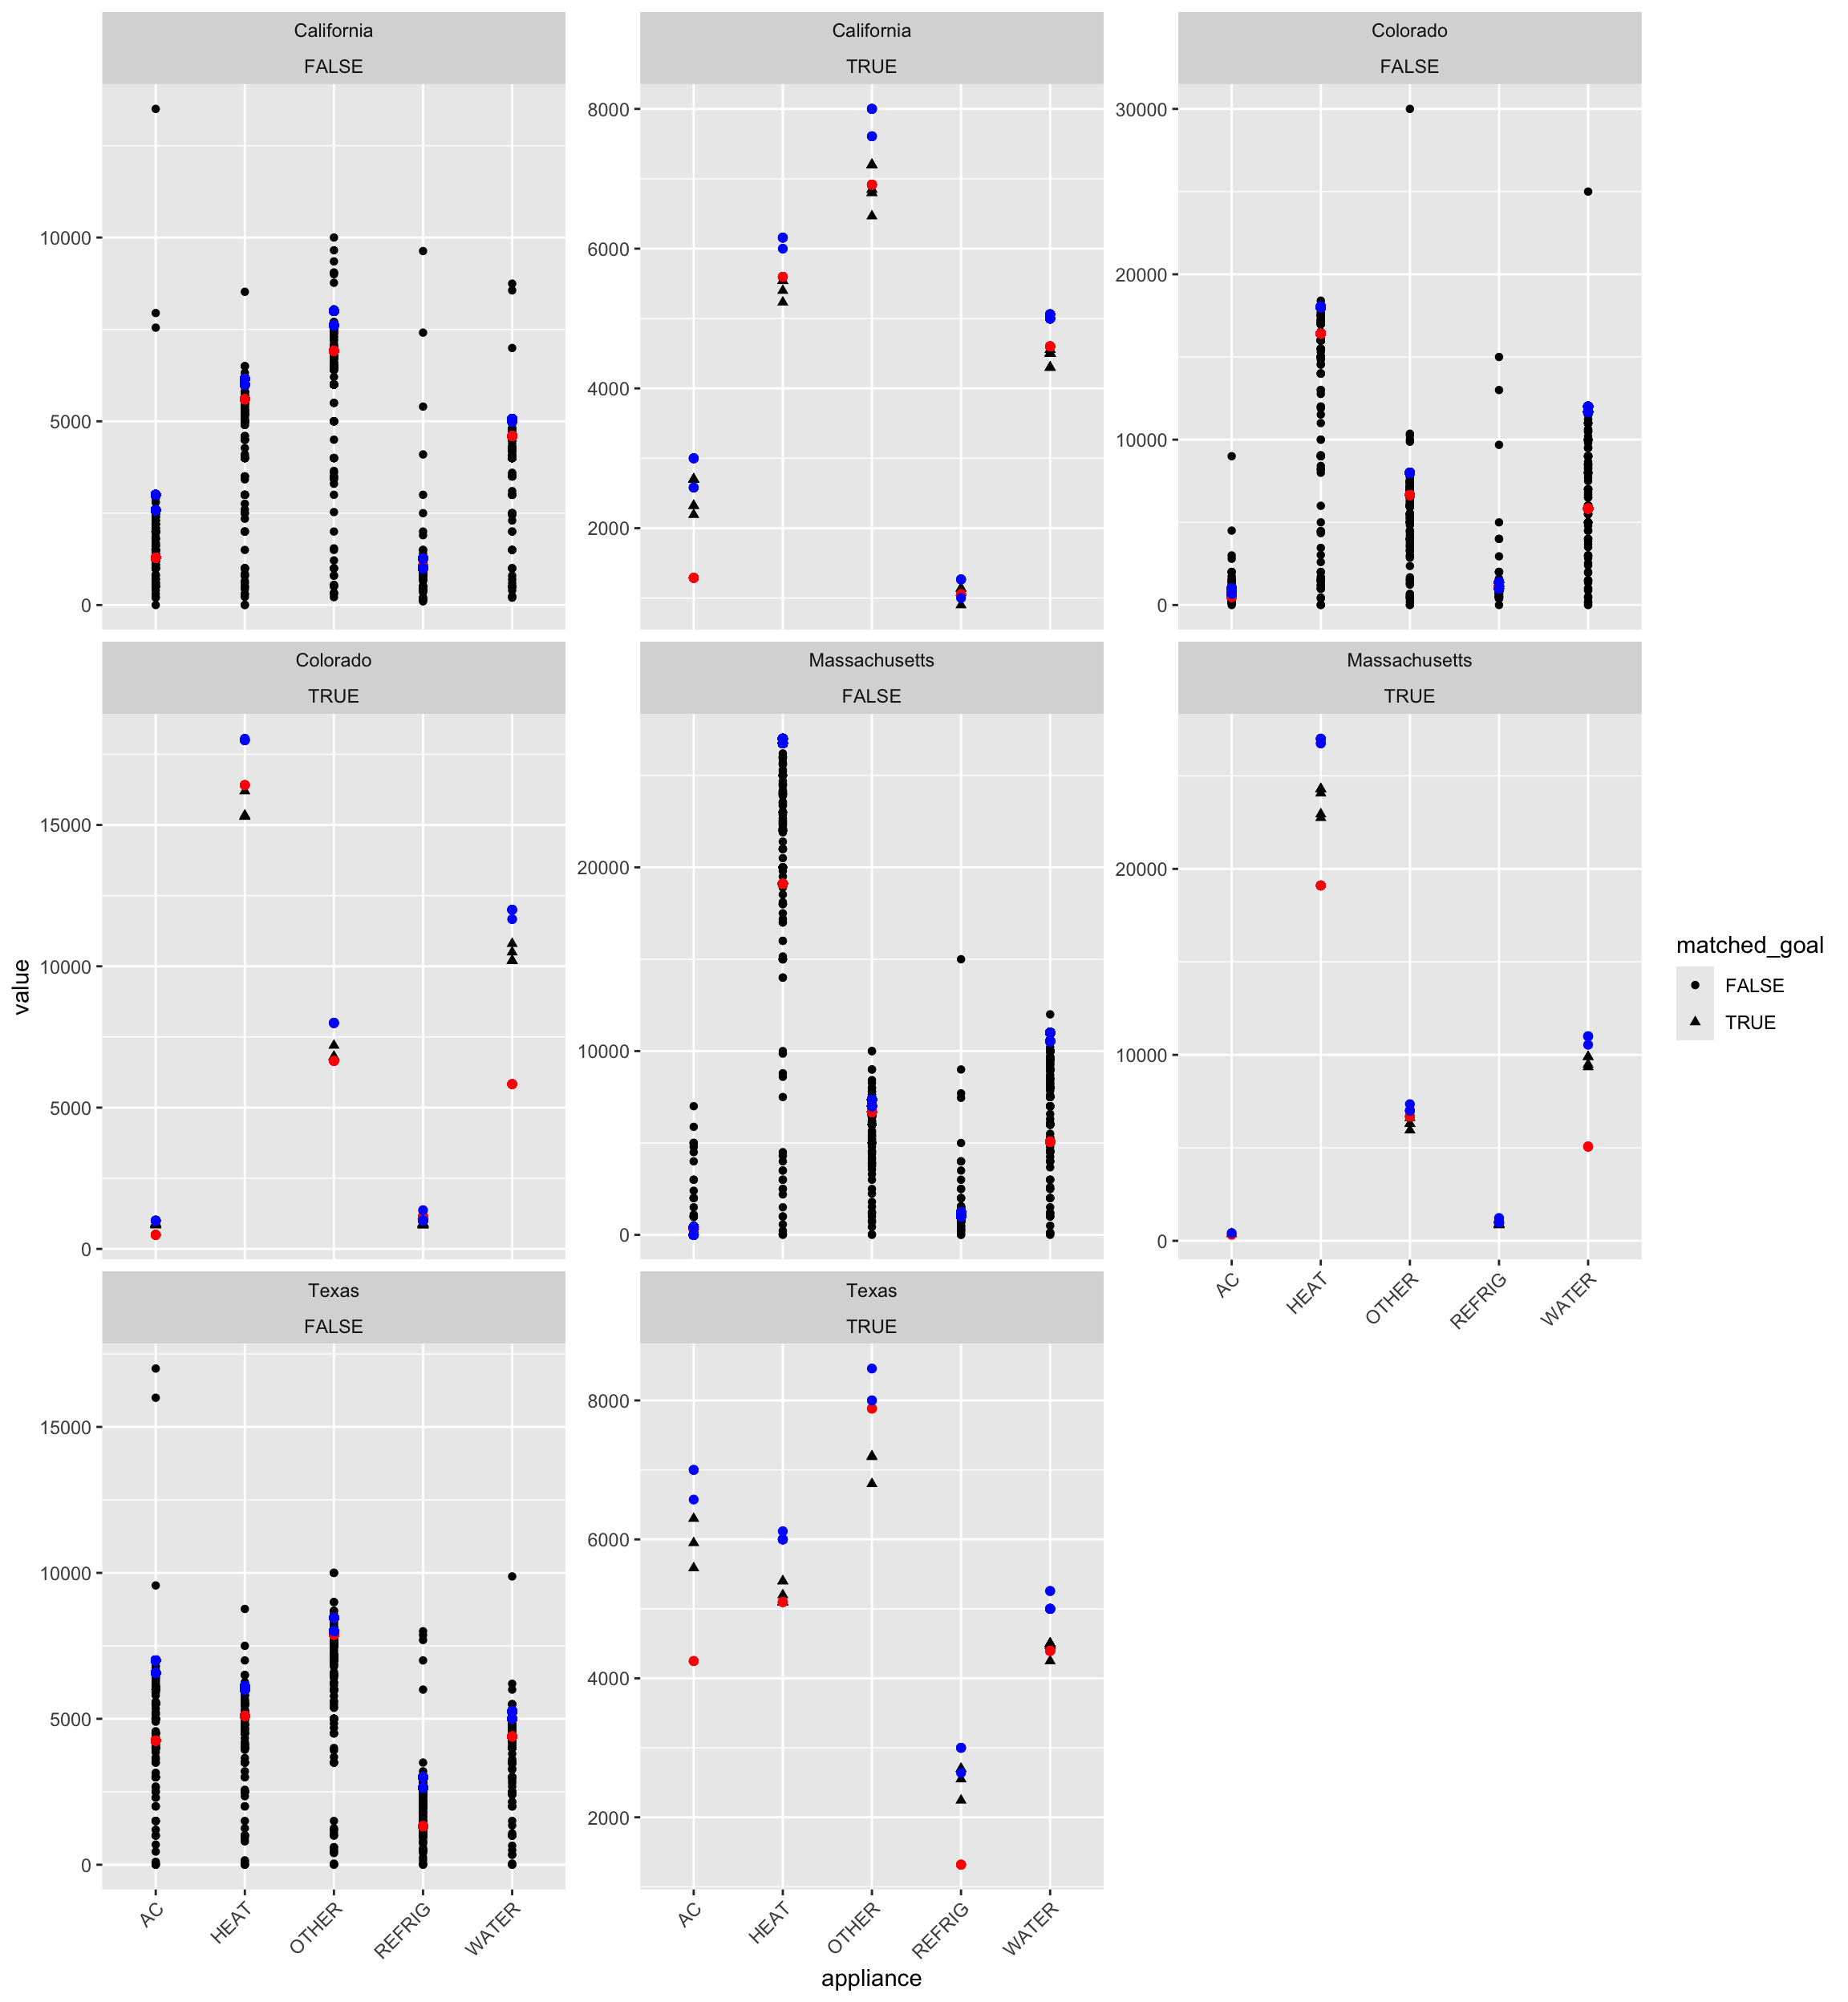 California
FALSE
California
TRUE
Colorado
FALSE
10000
5000
0
8000
6000
4000
2000
30000
20000
10000
0
Colorado
TRUE
Massachusetts
FALSE
Massachusetts
TRUE
15000
10000
5000
0
20000
10000
0
20000
10000
0
AC
HEAT
OTHER
REFRIG
WATER
Texas
FALSE
Texas
TRUE
15000
10000
5000
0
8000
6000
4000
2000
AC
HEAT
OTHER
REFRIG
WATER
AC
HEAT
OTHER
REFRIG
WATER
value
appliance
matched_goal
FALSE
TRUE